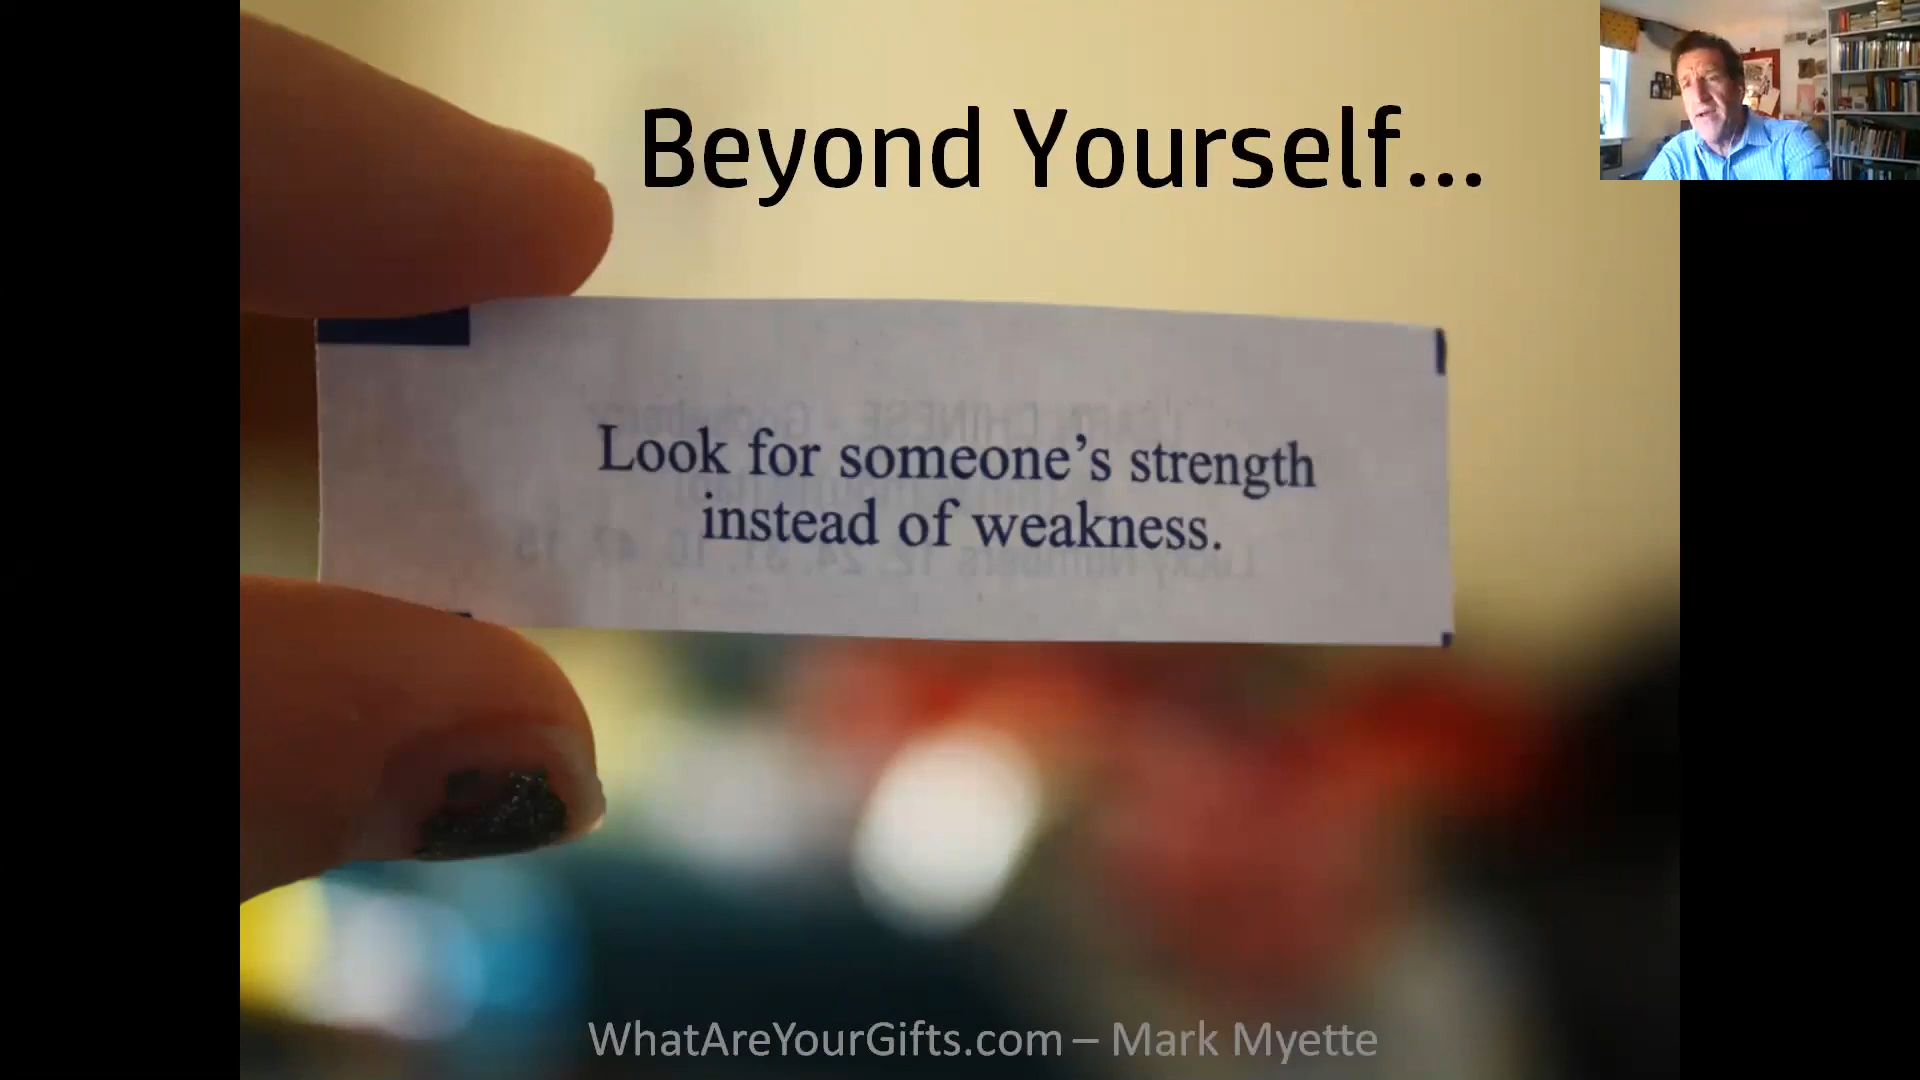 Beyond Yourself...
Look for someone’s strength
instead of weakness.
WhatAreYourGifts.com – Mark Myette